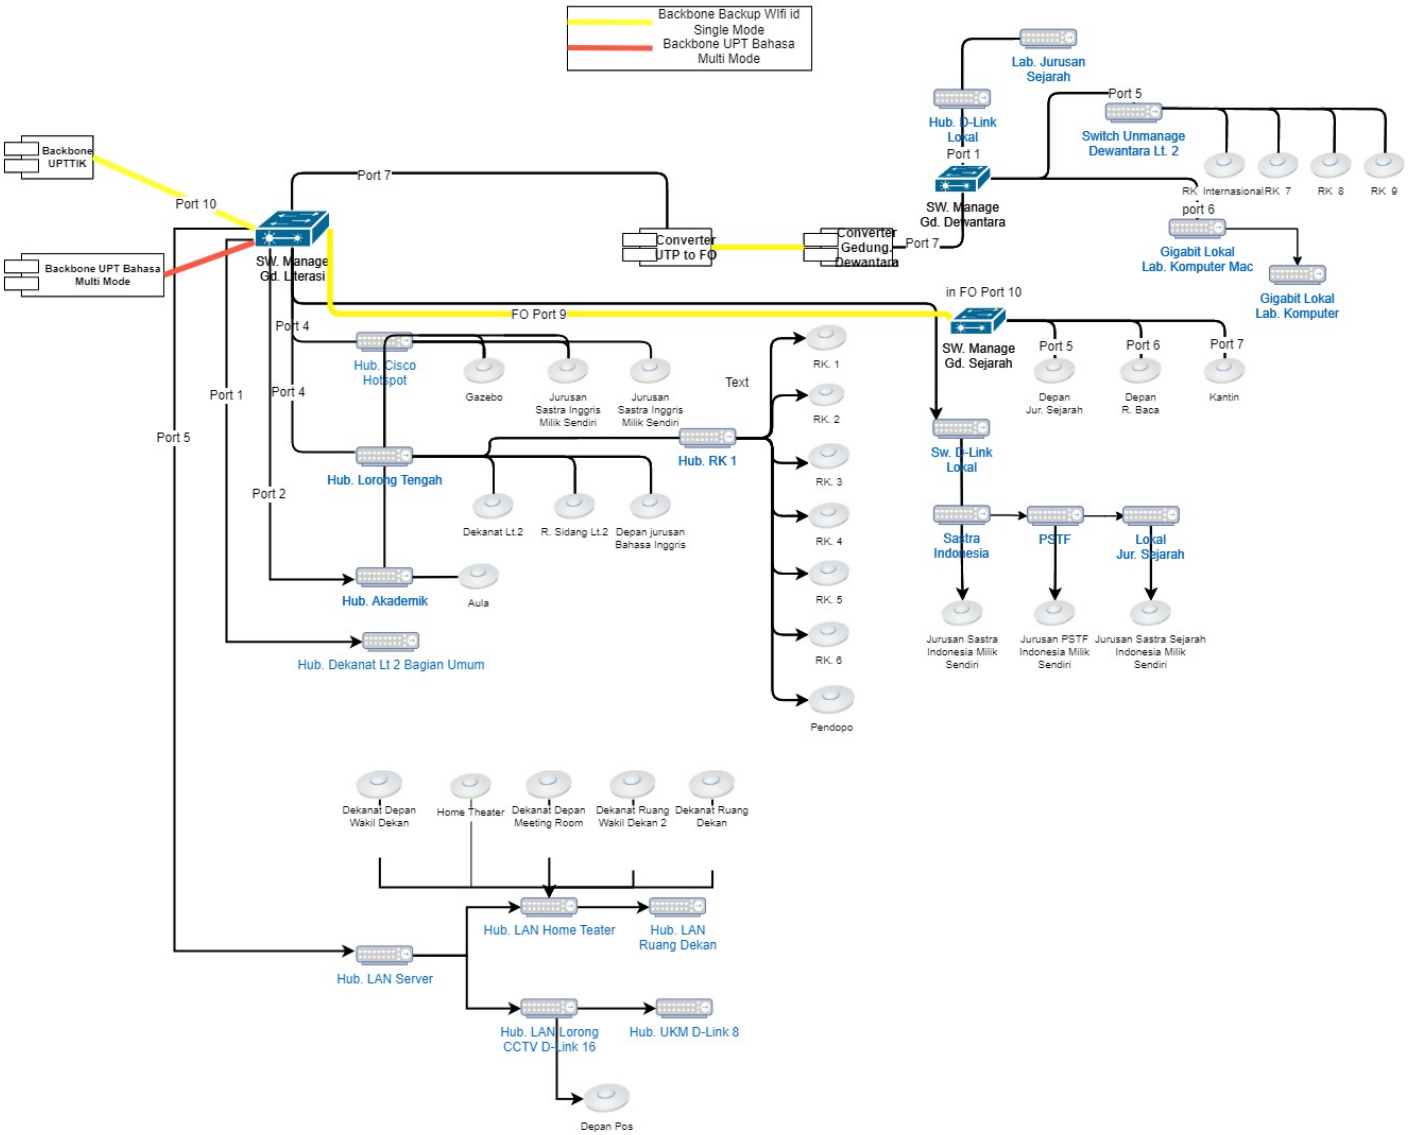 Backbone Backup WIfi id
Single Mode
Backbone UPT Bahasa
Multi Mode
Lab. Jurusan
Sejarah
Hub. D-Link
Lokal
Port 1
Port 5
Switch Unmanage
Dewantara Lt. 2
RK Internasional
RK 7
RK 8
RK 9
SW. Manage
Gd. Dewantara
port 6
Gigabit Lokal
Lab. Komputer Mac
Gigabit Lokal
Lab. Komputer
Backbone
UPTTIK
Port 10
Port 7
SW. Manage
Gd. Literasi
Backbone UPT Bahasa
Multi Mode
Converter
UTP to FO
Converter
Gedung.
Dewantara
Port 7
in FO Port 10
FO Port 9
SW. Manage
Gd. Sejarah
Port 5
Port 6
Port 7
Depan
Jur. Sejarah
Depan
R. Baca
Kantin
Port 4
Hub. Cisco
Hotspot
Gazebo
Jurusan
Sastra Inggris
Milik Sendiri
Jurusan
Sastra Inggris
Milik Sendiri
Text
RK. 1
RK. 2
RK. 3
RK. 4
RK. 5
RK. 6
Pendopo
Port 1
Port 4
Port 5
Port 2
Hub. Lorong Tengah
Hub. RK 1
Dekanat Lt.2
R. Sidang Lt.2
Depan jurusan
Bahasa Inggris
Sw. D-Link
Lokal
Sastra
Indonesia
PSTF
Lokal
Jur. Sejarah
Jurusan Sastra
Indonesia Milik
Sendiri
Jurusan PSTF
Indonesia Milik
Sendiri
Jurusan Sastra Sejarah
Indonesia Milik
Sendiri
Hub. Akademik
Aula
Hub. Dekanat Lt 2 Bagian Umum
Dekanat Depan
Wakil Dekan
Home Theater
Dekanat Depan
Meeting Room
Dekanat Ruang
Wakil Dekan 2
Dekanat Ruang
Dekan
Hub. LAN Home Teater
Hub. LAN
Ruang Dekan
Hub. LAN Server
Hub. LAN Lorong
CCTV D-Link 16
Hub. UKM D-Link 8
Depan Pos